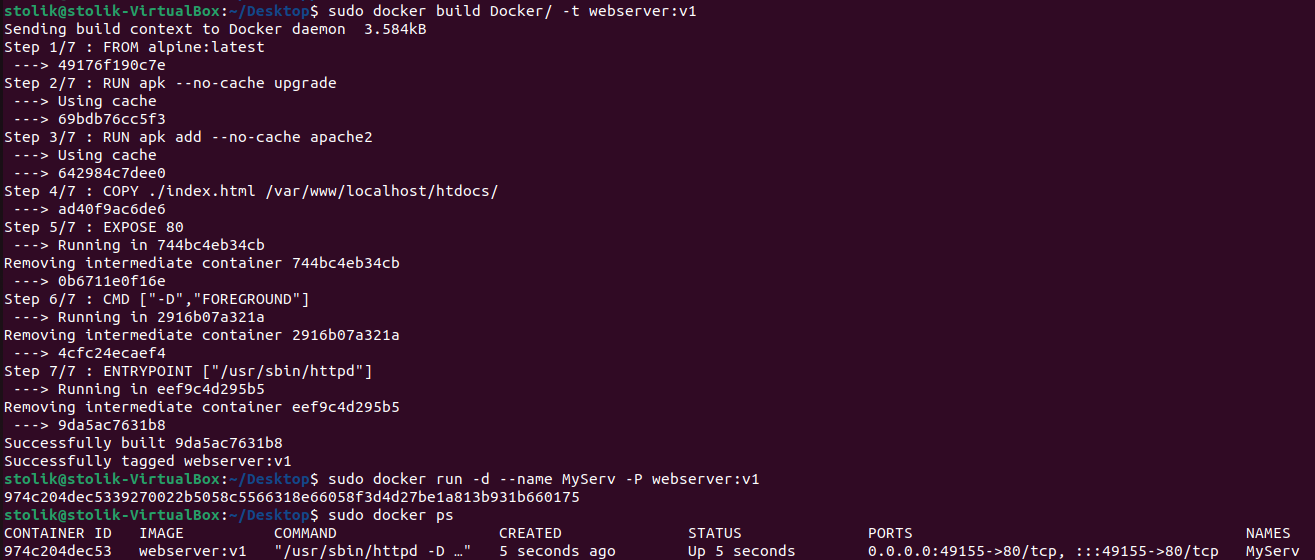 stolik@stolik-VirtualBox:~/Desktop$ sudo docker build Docker/ -t webserver:v1
Sending build context to Docker daemon  3.584kB
Step 1/7 : FROM alpine:latest
 ---> 49176f190c7e
Step 2/7 : RUN apk --no-cache upgrade
 ---> Using cache
 ---> 69bdb76cc5f3
Step 3/7 : RUN apk add --no-cache apache2
 ---> Using cache
 ---> 642984c7dee0
Step 4/7 : COPY ./index.html /var/www/localhost/htdocs/
 ---> ad40f9ac6de6
Step 5/7 : EXPOSE 80
 ---> Running in 744bc4eb34cb
Removing intermediate container 744bc4eb34cb
 ---> 0b6711e0f16e
Step 6/7 : CMD ["-D","FOREGROUND"]
 ---> Running in 2916b07a321a
Removing intermediate container 2916b07a321a
 ---> 4cfc24ecaef4
Step 7/7 : ENTRYPOINT ["/usr/sbin/httpd"]
 ---> Running in eef9c4d295b5
Removing intermediate container eef9c4d295b5
 ---> 9da5ac7631b8
Successfully built 9da5ac7631b8
Successfully tagged webserver:v1
stolik@stolik-VirtualBox:~/Desktop$ sudo docker run -d --name MyServ -P webserver:v1
974c204dec5339270022b5058c5566318e66058f3d4d27be1a813b931b660175
stolik@stolik-VirtualBox:~/Desktop$ sudo docker ps
CONTAINER ID   IMAGE          COMMAND                  CREATED         STATUS         PORTS                                     NAMES
974c204dec53   webserver:v1   "/usr/sbin/httpd -D …"   5 seconds ago   Up 5 seconds   0.0.0.0:49155->80/tcp, :::49155->80/tcp   MyServ